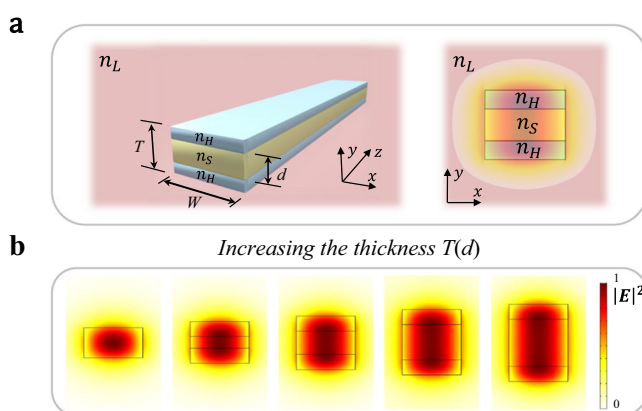 a
n_L
n_H
n_S
n_H
T
W
d
y
z
x
n_L
n_H
n_S
n_H
y
x
b
Increasing the thickness T(d)
1
|E|²
0